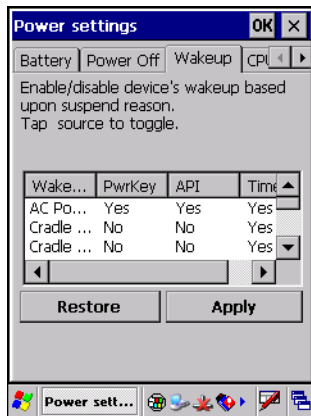 Power settings OK
Battery Power Off Wakeup CPU
Enable/disable device's wakeup based
upon suspend reason.
Tap source to toggle.
Wake... PwrKey API Time
AC Po... Yes Yes Yes
Cradle ... No No Yes
Cradle ... No No Yes
Restore Apply
Power sett...